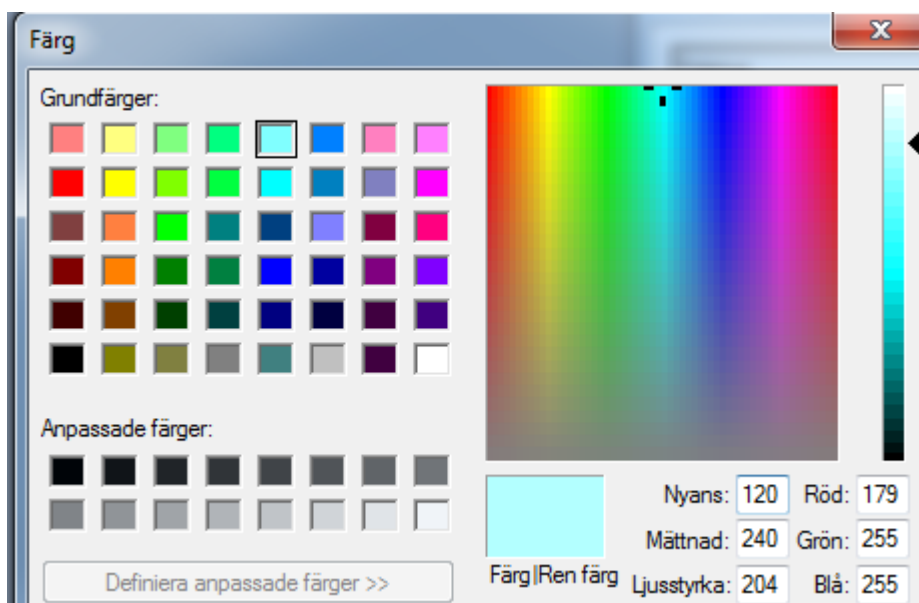 Färg
Grundfärger:
Anpassade färger:
Definiera anpassade färger >>
Färg|Ren färg
Nyans: 120 Röd: 179
Mättnad: 240 Grön: 255
Ljusstyrka: 204 Blå: 255